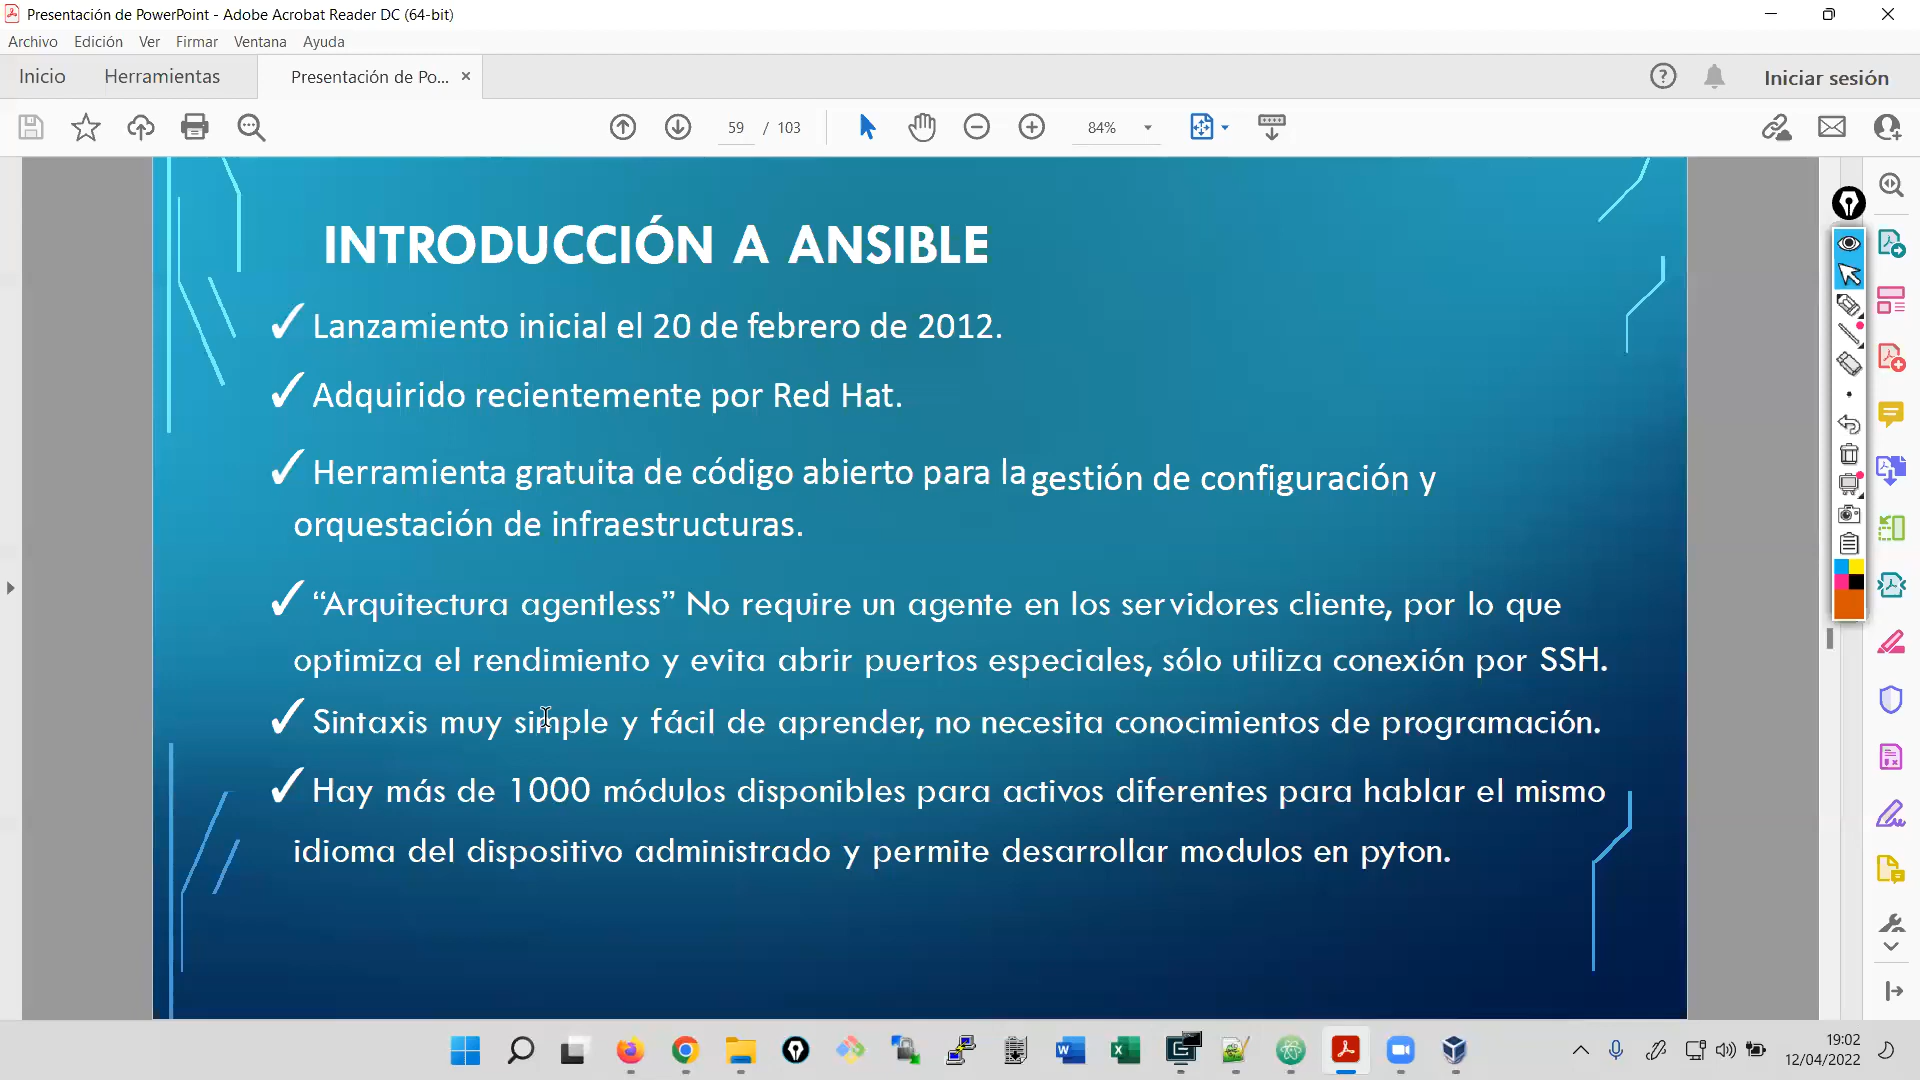 Presentación de PowerPoint - Adobe Acrobat Reader DC (64-bit)
Archivo Edición Ver Firmar Ventana Ayuda
Inicio Herramientas Presentación de Po... × Iniciar sesión
59 / 103 84%
INTRODUCCIÓN A ANSIBLE
✓Lanzamiento inicial el 20 de febrero de 2012.
✓Adquirido recientemente por Red Hat.
✓Herramienta gratuita de código abierto para la gestión de configuración y
orquestación de infraestructuras.
✓“Arquitectura agentless” No require un agente en los servidores cliente, por lo que
optimiza el rendimiento y evita abrir puertos especiales, sólo utiliza conexión por SSH.
✓Sintaxis muy simple y fácil de aprender, no necesita conocimientos de programación.
✓Hay más de 1000 módulos disponibles para activos diferentes para hablar el mismo
idioma del dispositivo administrado y permite desarrollar modulos en pyton.
19:02
12/04/2022